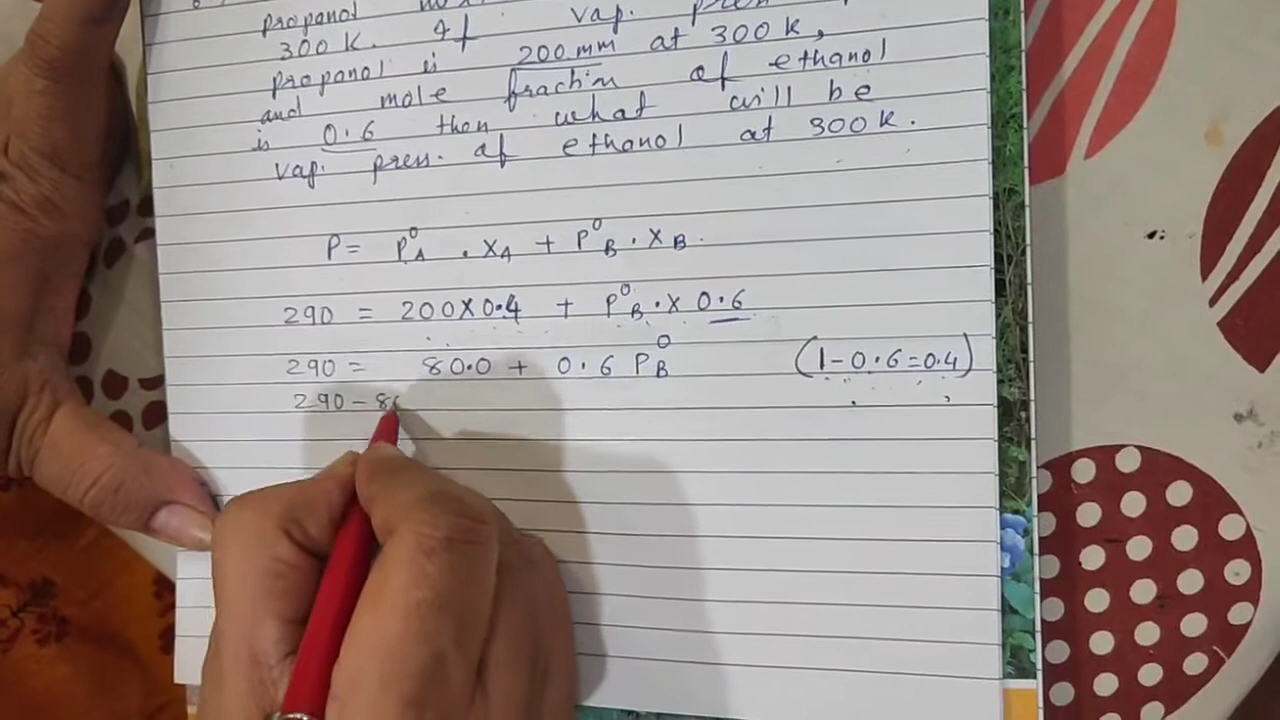 propanol
300 K. If vap.
propanol is 200 mm at 300 K,
and mole fraction of ethanol
is 0.6 then what will be
vap. pres. of ethanol at 300 K.
P = P°A . XA + P°B . XB.
290 = 200 X 0.4 + P°B . X 0.6
290 = 80.0 + 0.6 P°B (1-0.6=0.4)
290 - 8